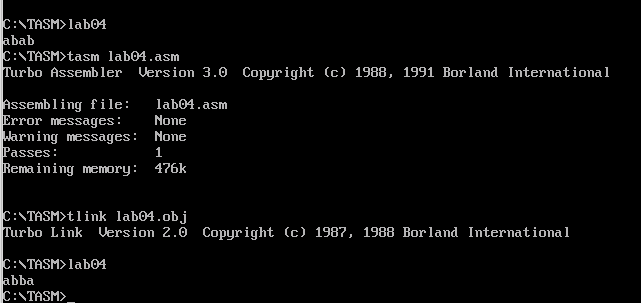 C:\TASM>lab04
abab
C:\TASM>tasm lab04.asm
Turbo Assembler  Version 3.0  Copyright (c) 1988, 1991 Borland International
Assembling file:   lab04.asm
Error messages:    None
Warning messages:  None
Passes:            1
Remaining memory:  476k
C:\TASM>tlink lab04.obj
Turbo Link  Version 2.0  Copyright (c) 1987, 1988 Borland International
C:\TASM>lab04
abba
C:\TASM>_